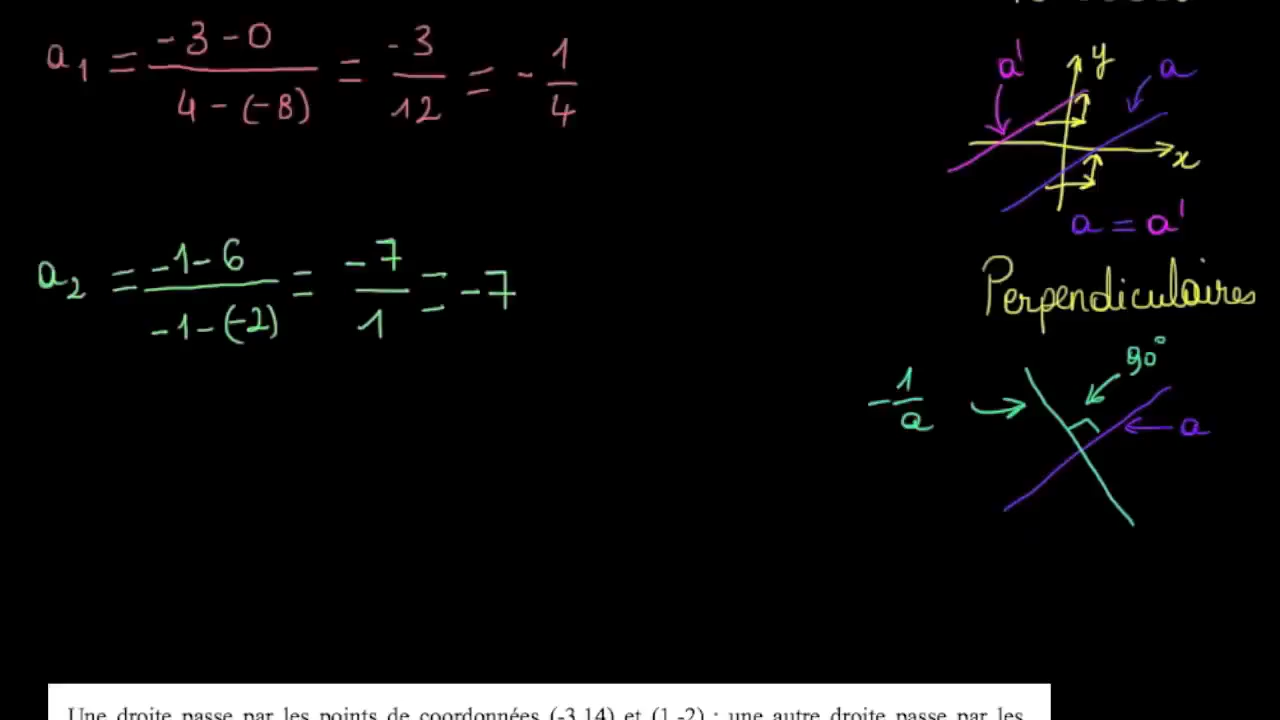 a₁ = (-3-0)/(4-(-8)) = -3/12 = -1/4
a'
y
a
x
a = a'
a₂ = (-1-6)/(-1-(-2)) = -7/1 = -7
Perpendiculaires
90°
-1/a
a
Une droite passe par les points de coordonnées (-3,14) et (1,-2) ; une autre droite passe par les